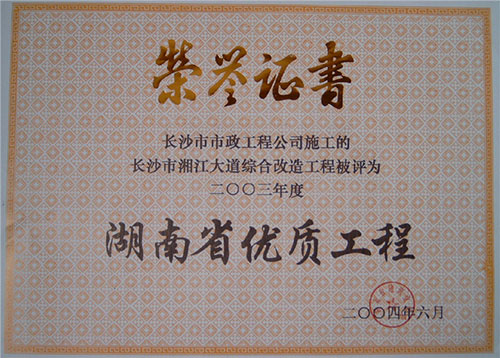 荣誉证书
长沙市市政工程公司施工的
长沙市湘江大道综合改造工程被评为
二〇〇三年度
湖南省优质工程
二〇〇四年六月